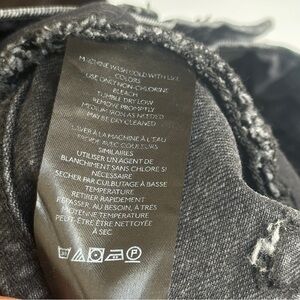 MACHINE WASH COLD WITH LIKE
COLORS
USE ONLY NON-CHLORINE
BLEACH
TUMBLE DRY LOW
REMOVE PROMPTLY
MEDIUM IRON AS NEEDED
MAY BE DRY CLEANED
LAVER À LA MACHINE À L'EAU
FROIDE AVEC COULEURS
SIMILAIRES
UTILISER UN AGENT DE
BLANCHIMENT SANS CHLORE SI
NÉCESSAIRE
SÉCHER PAR CULBUTAGE À BASSE
TEMPÉRATURE
RETIRER RAPIDEMENT
REPASSER, AU BESOIN, À TRÈS
MOYENNE TEMPÉRATURE
PEUT-ÊTRE ÊTRE NETTOYÉE
À SEC.
P